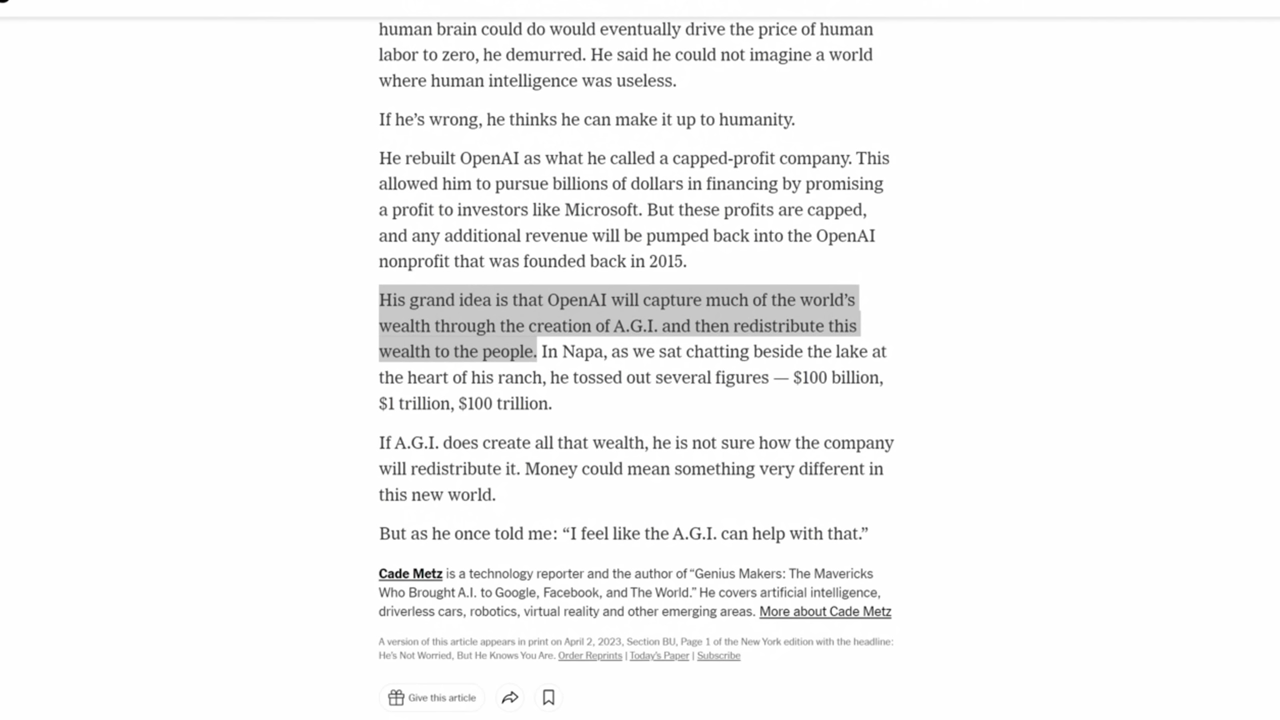 human brain could do would eventually drive the price of human
labor to zero, he demurred. He said he could not imagine a world
where human intelligence was useless.
If he’s wrong, he thinks he can make it up to humanity.
He rebuilt OpenAI as what he called a capped-profit company. This
allowed him to pursue billions of dollars in financing by promising
a profit to investors like Microsoft. But these profits are capped,
and any additional revenue will be pumped back into the OpenAI
nonprofit that was founded back in 2015.
His grand idea is that OpenAI will capture much of the world’s
wealth through the creation of A.G.I. and then redistribute this
wealth to the people. In Napa, as we sat chatting beside the lake at
the heart of his ranch, he tossed out several figures — $100 billion,
$1 trillion, $100 trillion.
If A.G.I. does create all that wealth, he is not sure how the company
will redistribute it. Money could mean something very different in
this new world.
But as he once told me: “I feel like the A.G.I. can help with that.”
Cade Metz is a technology reporter and the author of “Genius Makers: The Mavericks
Who Brought A.I. to Google, Facebook, and The World.” He covers artificial intelligence,
driverless cars, robotics, virtual reality and other emerging areas. More about Cade Metz
A version of this article appears in print on April 2, 2023, Section BU, Page 1 of the New York edition with the headline:
He’s Not Worried, But He Knows You Are. Order Reprints | Today’s Paper | Subscribe
Give this article